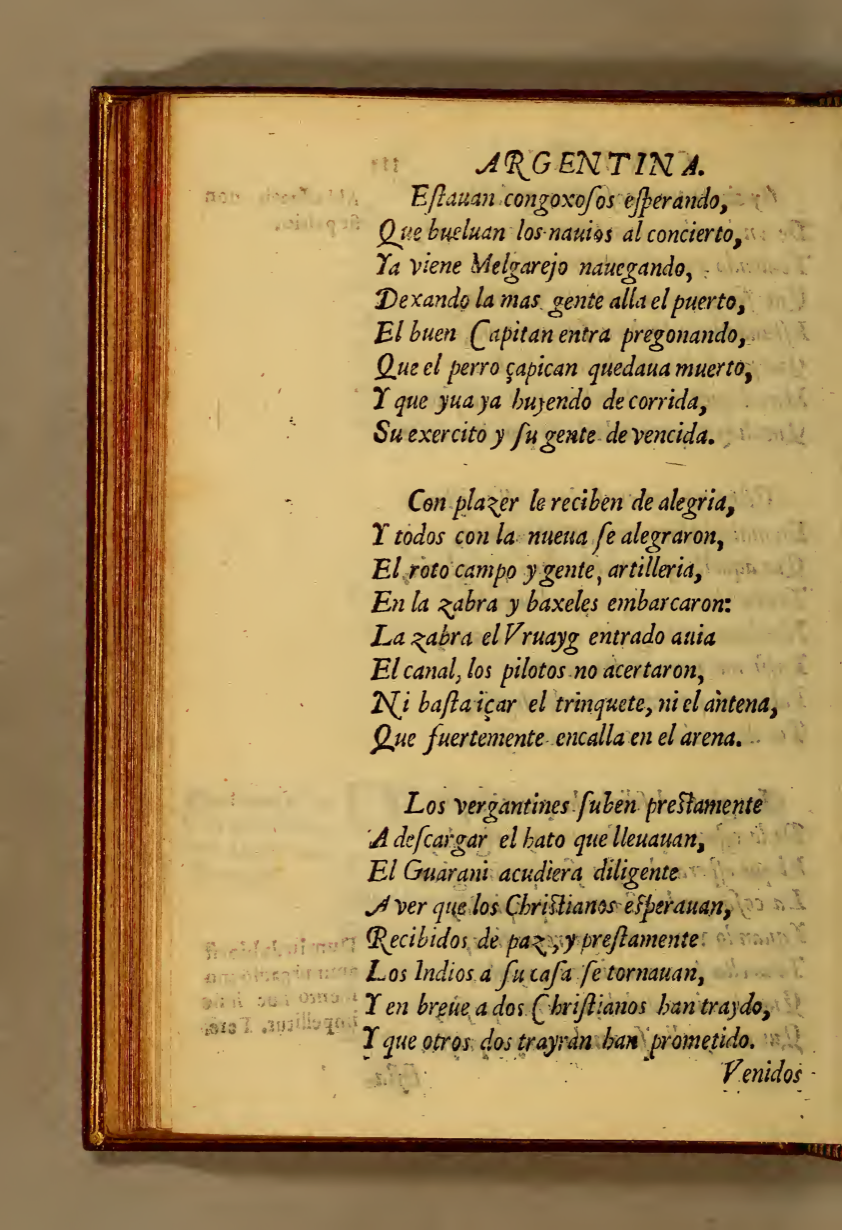 ARGENTINA.
Eſtauan congoxoſos eſperando,
Que bueluan los nauios al concierto,
Ya viene Melgarejo nauegando,
Dexando la mas gente alla el puerto,
El buen Capitan entra pregonando,
Que el perro çapican quedaua muerto,
Y que yua ya huyendo de corrida,
Su exercito y ſu gente de vencida.
Con plazer le reciben de alegria,
Y todos con la nueua ſe alegraron,
El roto campo y gente, artilleria,
En la zabra y baxeles embarcaron:
La zabra el Vruayg entrado auia
El canal, los pilotos no acertaron,
Ni baſta içar el trinquete, ni el antena,
Que fuertemente encalla en el arena.
Los vergantines ſuben preſtamente
A deſcargar el hato que lleuauan,
El Guarani acudiera diligente
A ver que los Chriſtianos eſperauan,
Recibidos de paz, y preſtamente
Los Indios a ſu caſa ſe tornauan,
Y en breue a dos Chriſtianos han traydo,
Y que otros dos trayràn han prometido.
Venidos